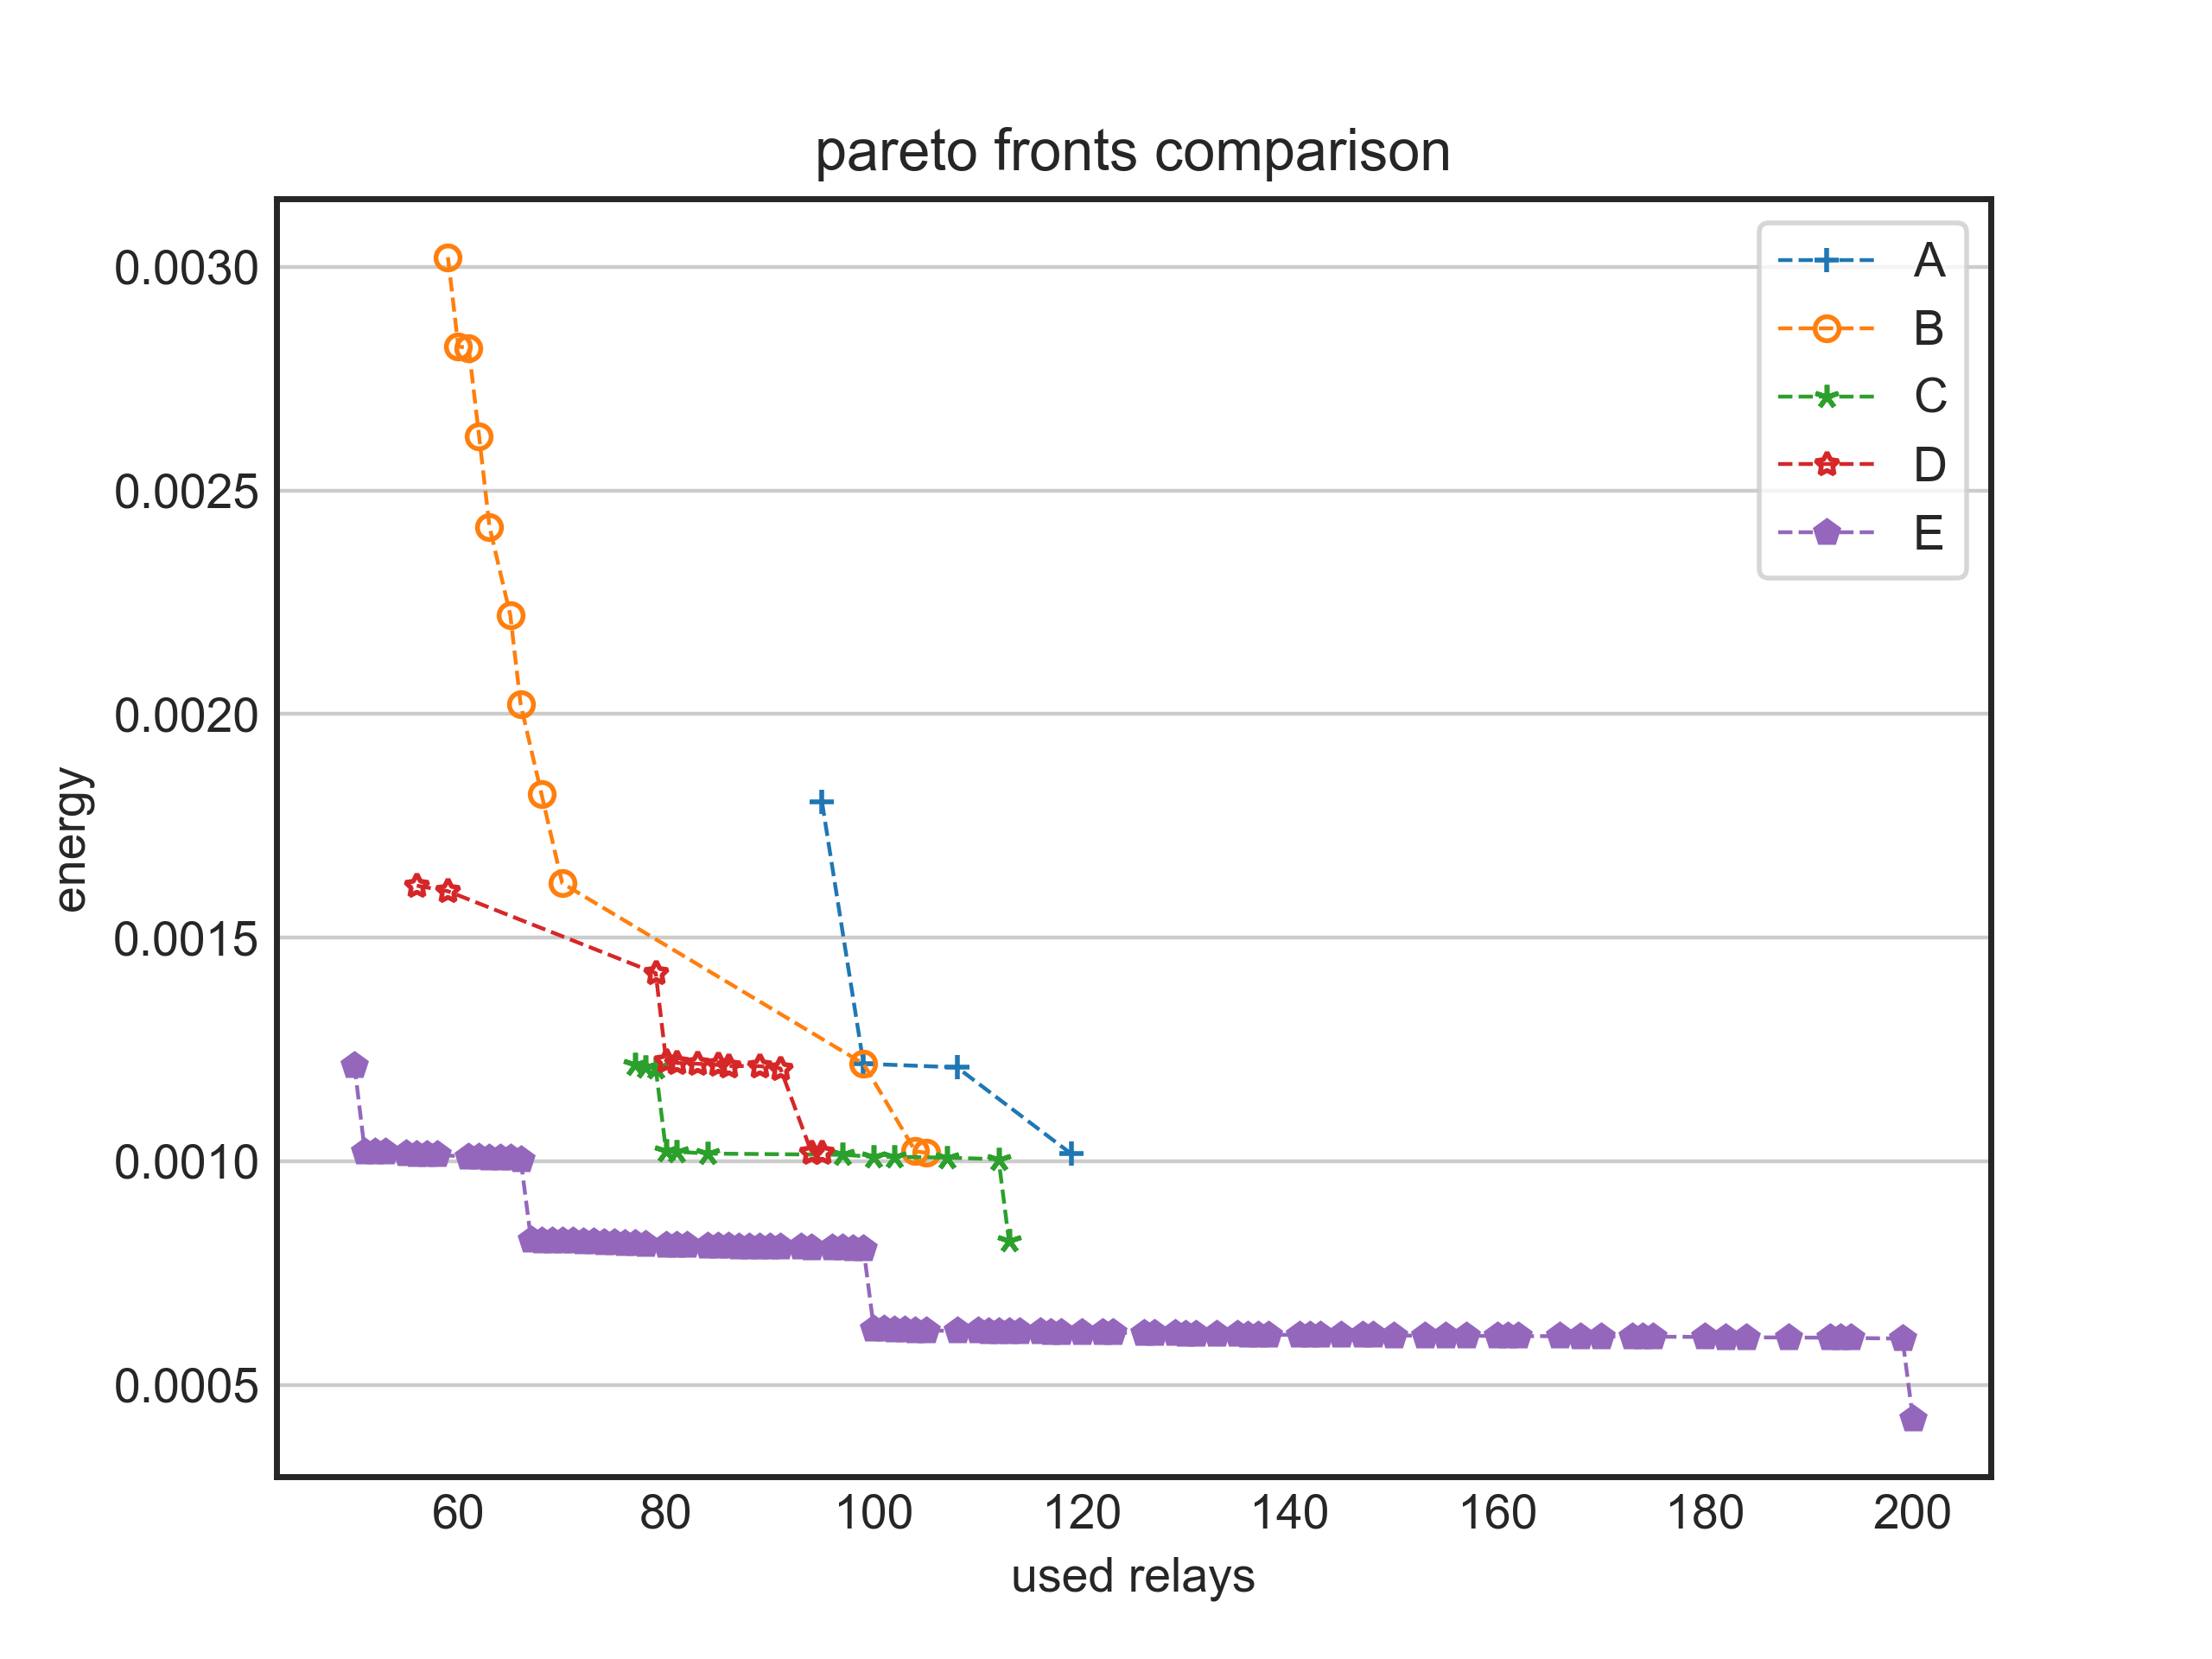 pareto fronts comparison
0.0030
0.0025
0.0020
0.0015
0.0010
0.0005
energy
A
B
C
D
E
60 80 100 120 140 160 180 200
used relays